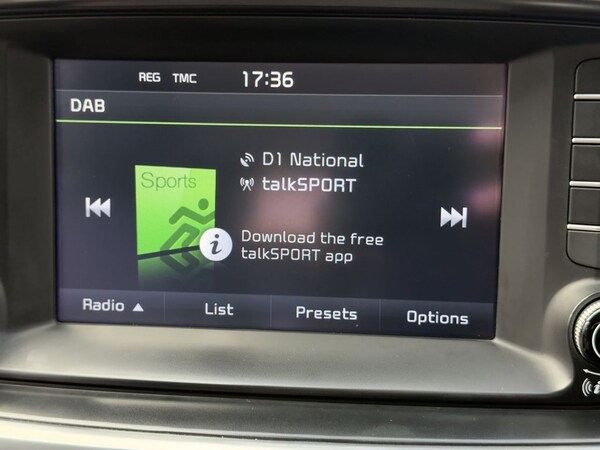 REG TMC 17:36
DAB
D1 National
Sports
talkSPORT
i
Download the free
talkSPORT app
Radio ▲ List Presets Options